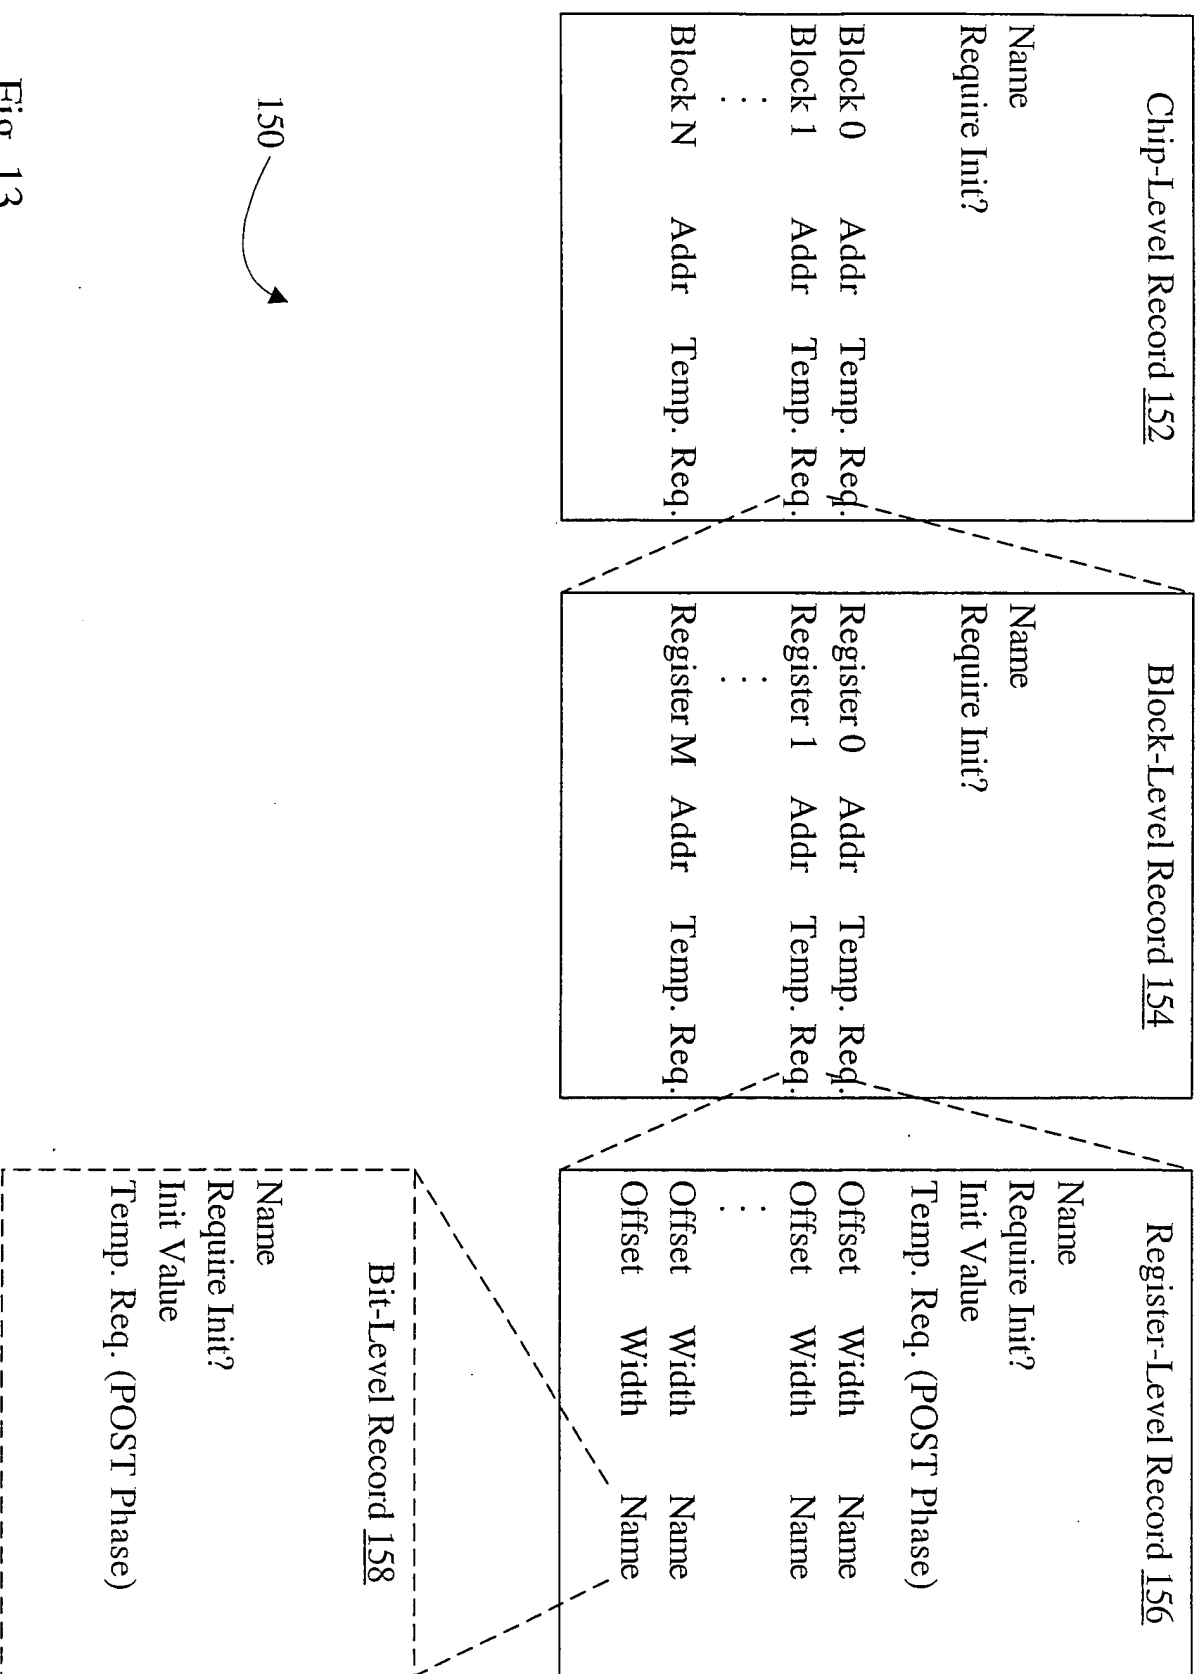 Chip-Level Record 152
Name
Require Init?
Block 0 Addr Temp. Req.
Block 1 Addr Temp. Req.
. . .
Block N Addr Temp. Req.
Block-Level Record 154
Name
Require Init?
Register 0 Addr Temp. Req.
Register 1 Addr Temp. Req.
. . .
Register M Addr Temp. Req.
Register-Level Record 156
Name
Require Init?
Init Value
Temp. Req. (POST Phase)
Offset Width Name
Offset Width Name
. . .
Offset Width Name
Offset Width Name
Bit-Level Record 158
Name
Require Init?
Init Value
Temp. Req. (POST Phase)
150
Fig. 13